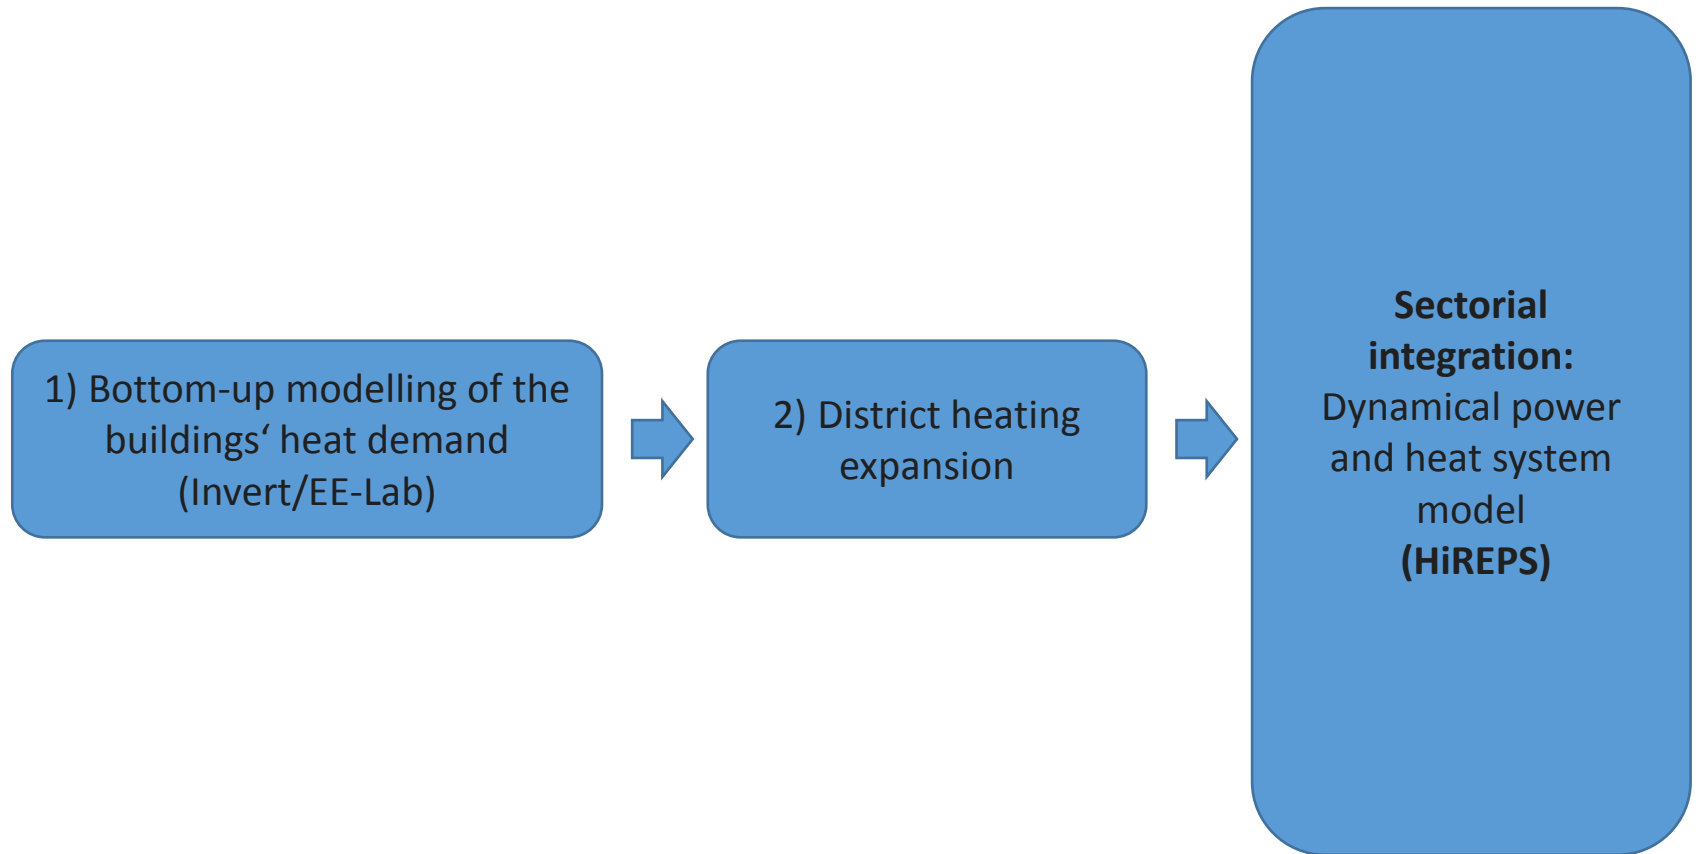 1) Bottom-up modelling of the
buildings‘ heat demand
(Invert/EE-Lab)
2) District heating
expansion
Sectorial
integration:
Dynamical power
and heat system
model
(HiREPS)